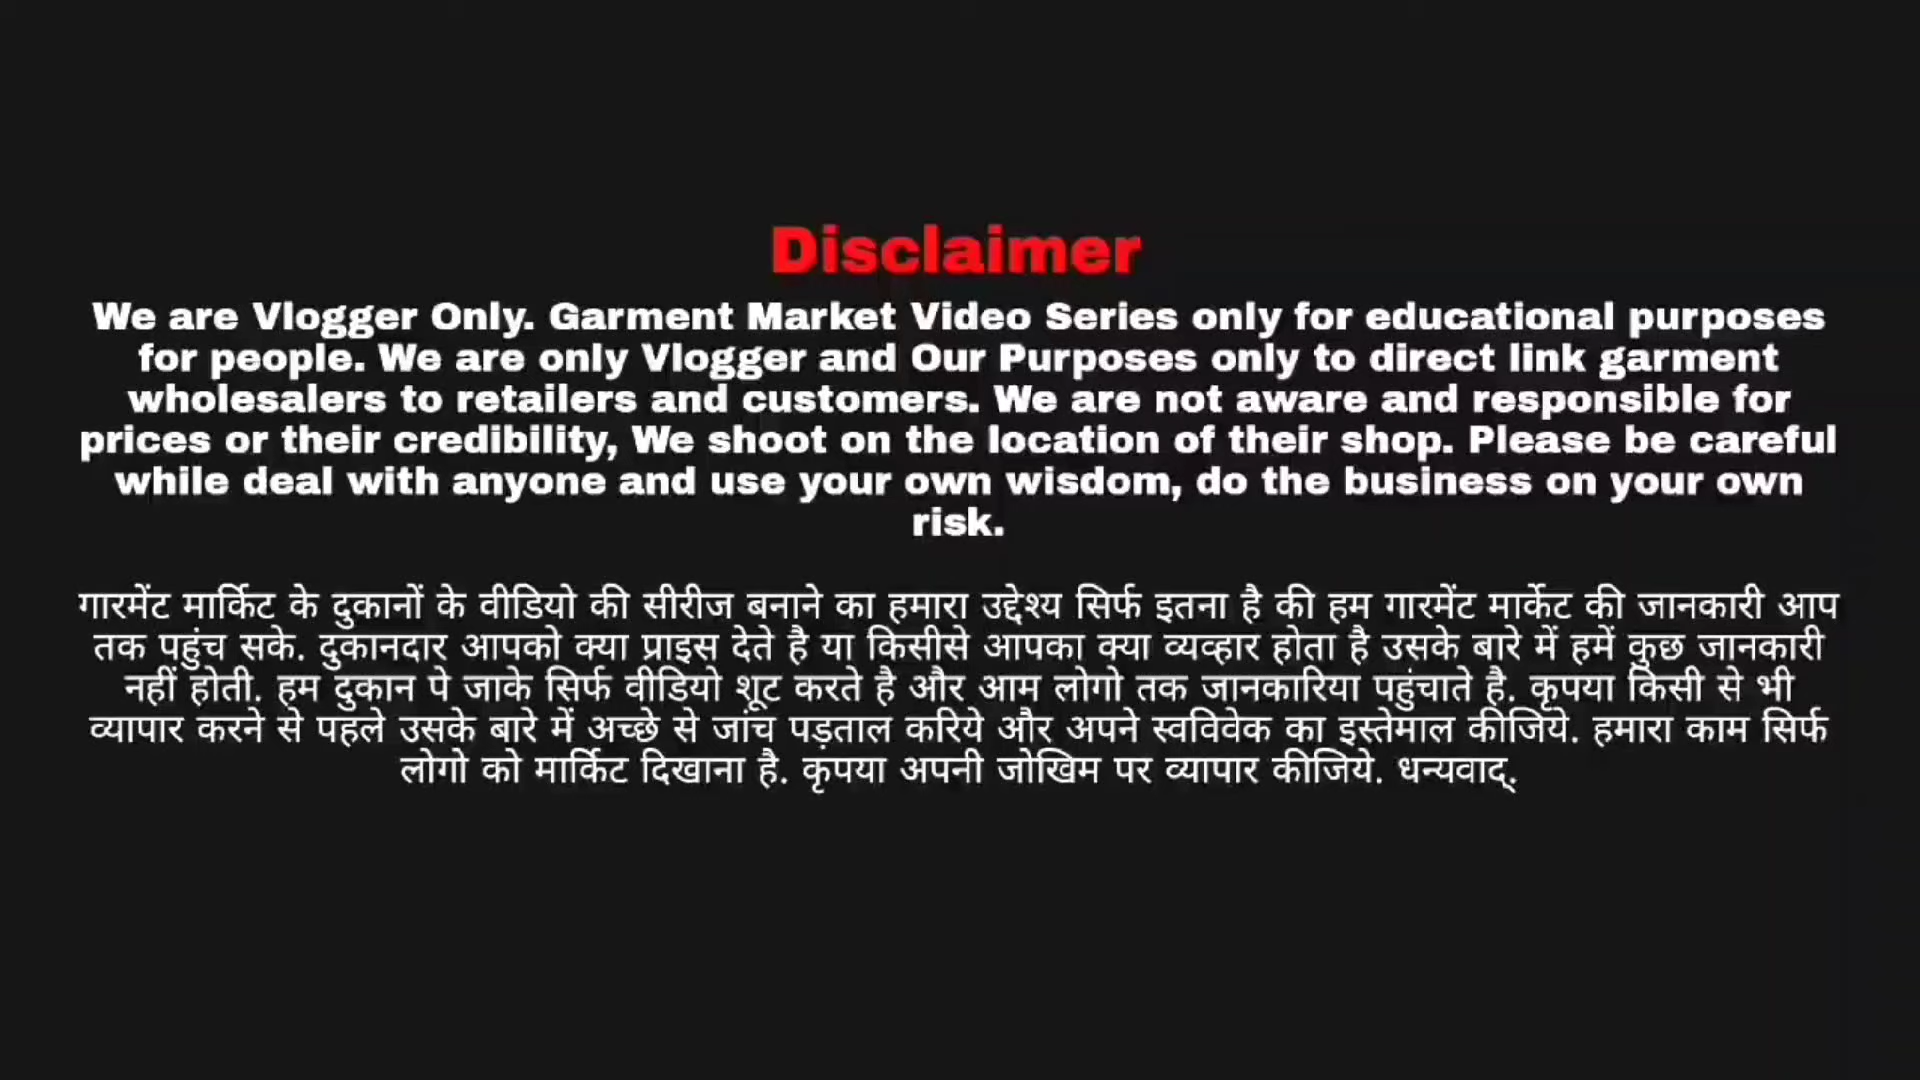 Disclaimer
We are Vlogger Only. Garment Market Video Series only for educational purposes
for people. We are only Vlogger and Our Purposes only to direct link garment
wholesalers to retailers and customers. We are not aware and responsible for
prices or their credibility, We shoot on the location of their shop. Please be careful
while deal with anyone and use your own wisdom, do the business on your own
risk.
गारमेंट मार्किट के दुकानों के वीडियो की सीरीज बनाने का हमारा उद्देश्य सिर्फ इतना है की हम गारमेंट मार्केट की जानकारी आप
तक पहुंच सके. दुकानदार आपको क्या प्राइस देते है या किसीसे आपका क्या व्यव्हार होता है उसके बारे में हमें कुछ जानकारी
नहीं होती. हम दुकान पे जाके सिर्फ वीडियो शूट करते है और आम लोगो तक जानकारिया पहुंचाते है. कृपया किसी से भी
व्यापार करने से पहले उसके बारे में अच्छे से जांच पड़ताल करिये और अपने स्वविवेक का इस्तेमाल कीजिये. हमारा काम सिर्फ
लोगो को मार्किट दिखाना है. कृपया अपनी जोखिम पर व्यापार कीजिये. धन्यवाद्.